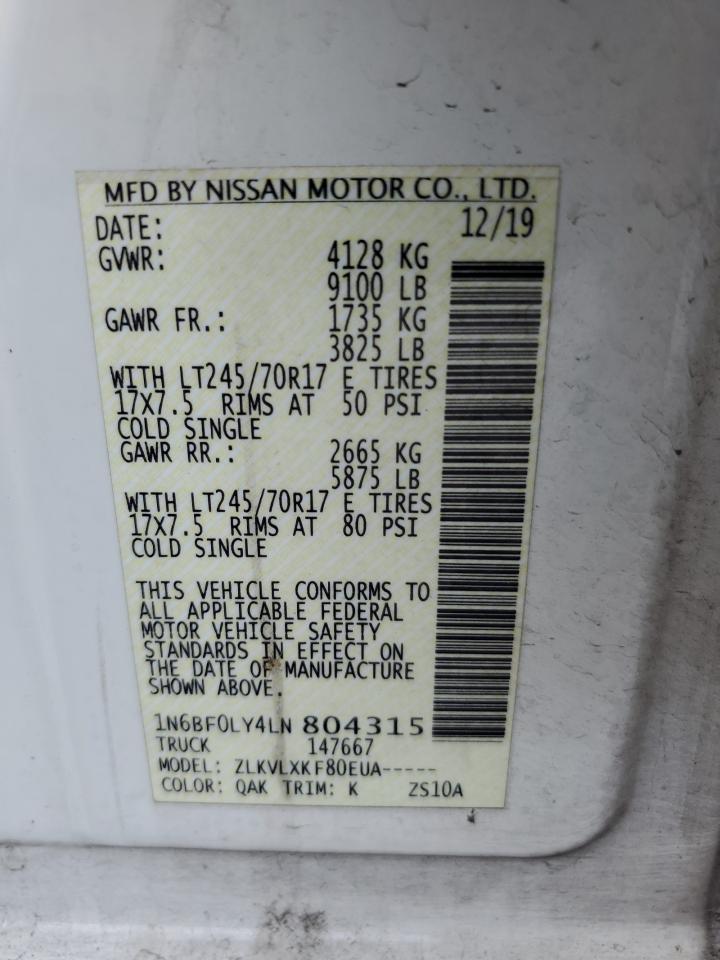 MFD BY NISSAN MOTOR CO., LTD.
DATE: 12/19
GVWR: 4128 KG
9100 LB
GAWR FR.: 1735 KG
3825 LB
WITH LT245/70R17 E TIRES
17X7.5 RIMS AT 50 PSI
COLD SINGLE
GAWR RR.: 2665 KG
5875 LB
WITH LT245/70R17 E TIRES
17X7.5 RIMS AT 80 PSI
COLD SINGLE
THIS VEHICLE CONFORMS TO
ALL APPLICABLE FEDERAL
MOTOR VEHICLE SAFETY
STANDARDS IN EFFECT ON
THE DATE OF MANUFACTURE
SHOWN ABOVE.
1N6BF0LY4LN 804315
TRUCK 147667
MODEL: ZLKVLXKF80EUA-----
COLOR: QAK TRIM: K ZS10A